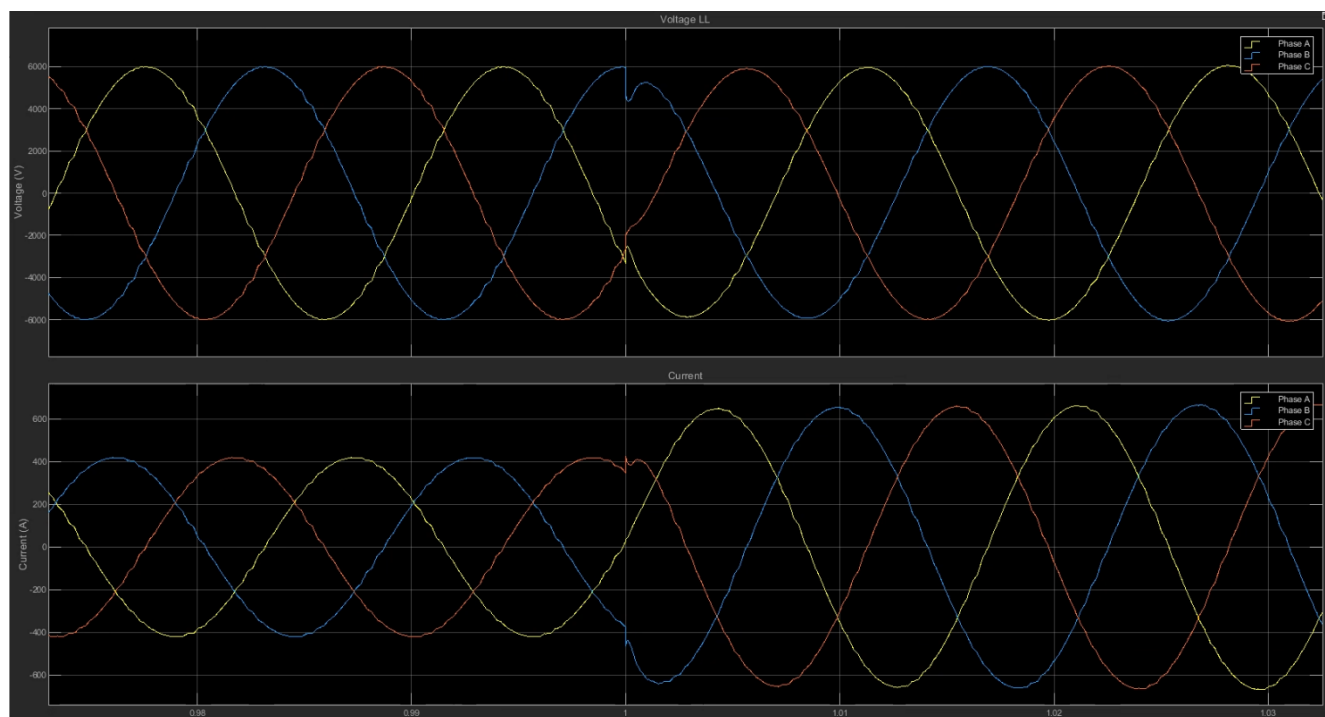 Voltage LL
Phase A
Phase B
Phase C
Voltage (V)
6000
4000
2000
0
-2000
-4000
-6000
Current
Phase A
Phase B
Phase C
Current (A)
600
400
200
0
-200
-400
-600
0.98
0.99
1
1.01
1.02
1.03